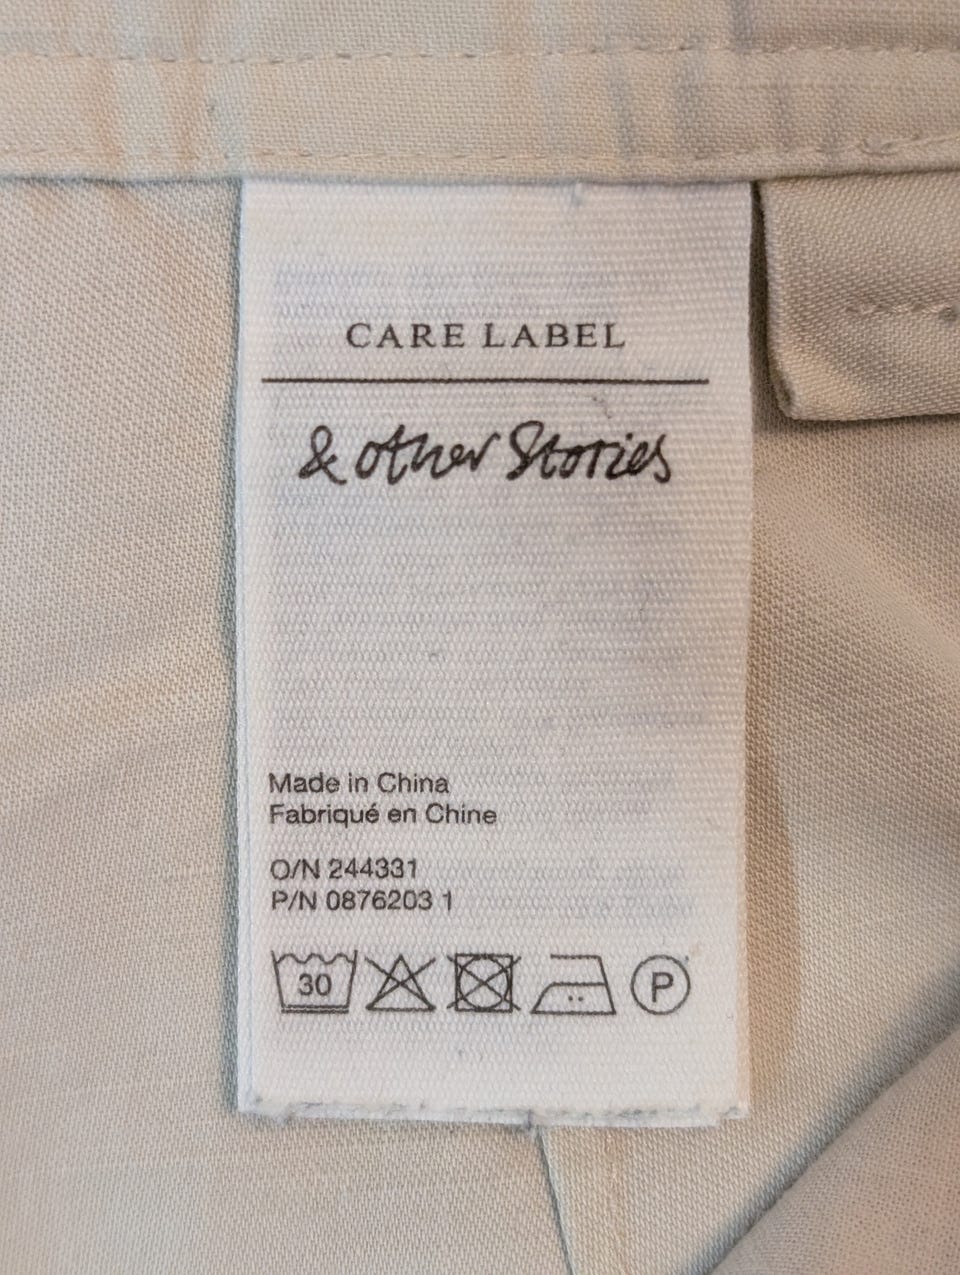 CARE LABEL
& other Stories
Made in China
Fabriqué en Chine
O/N 244331
P/N 0876203 1
30 P